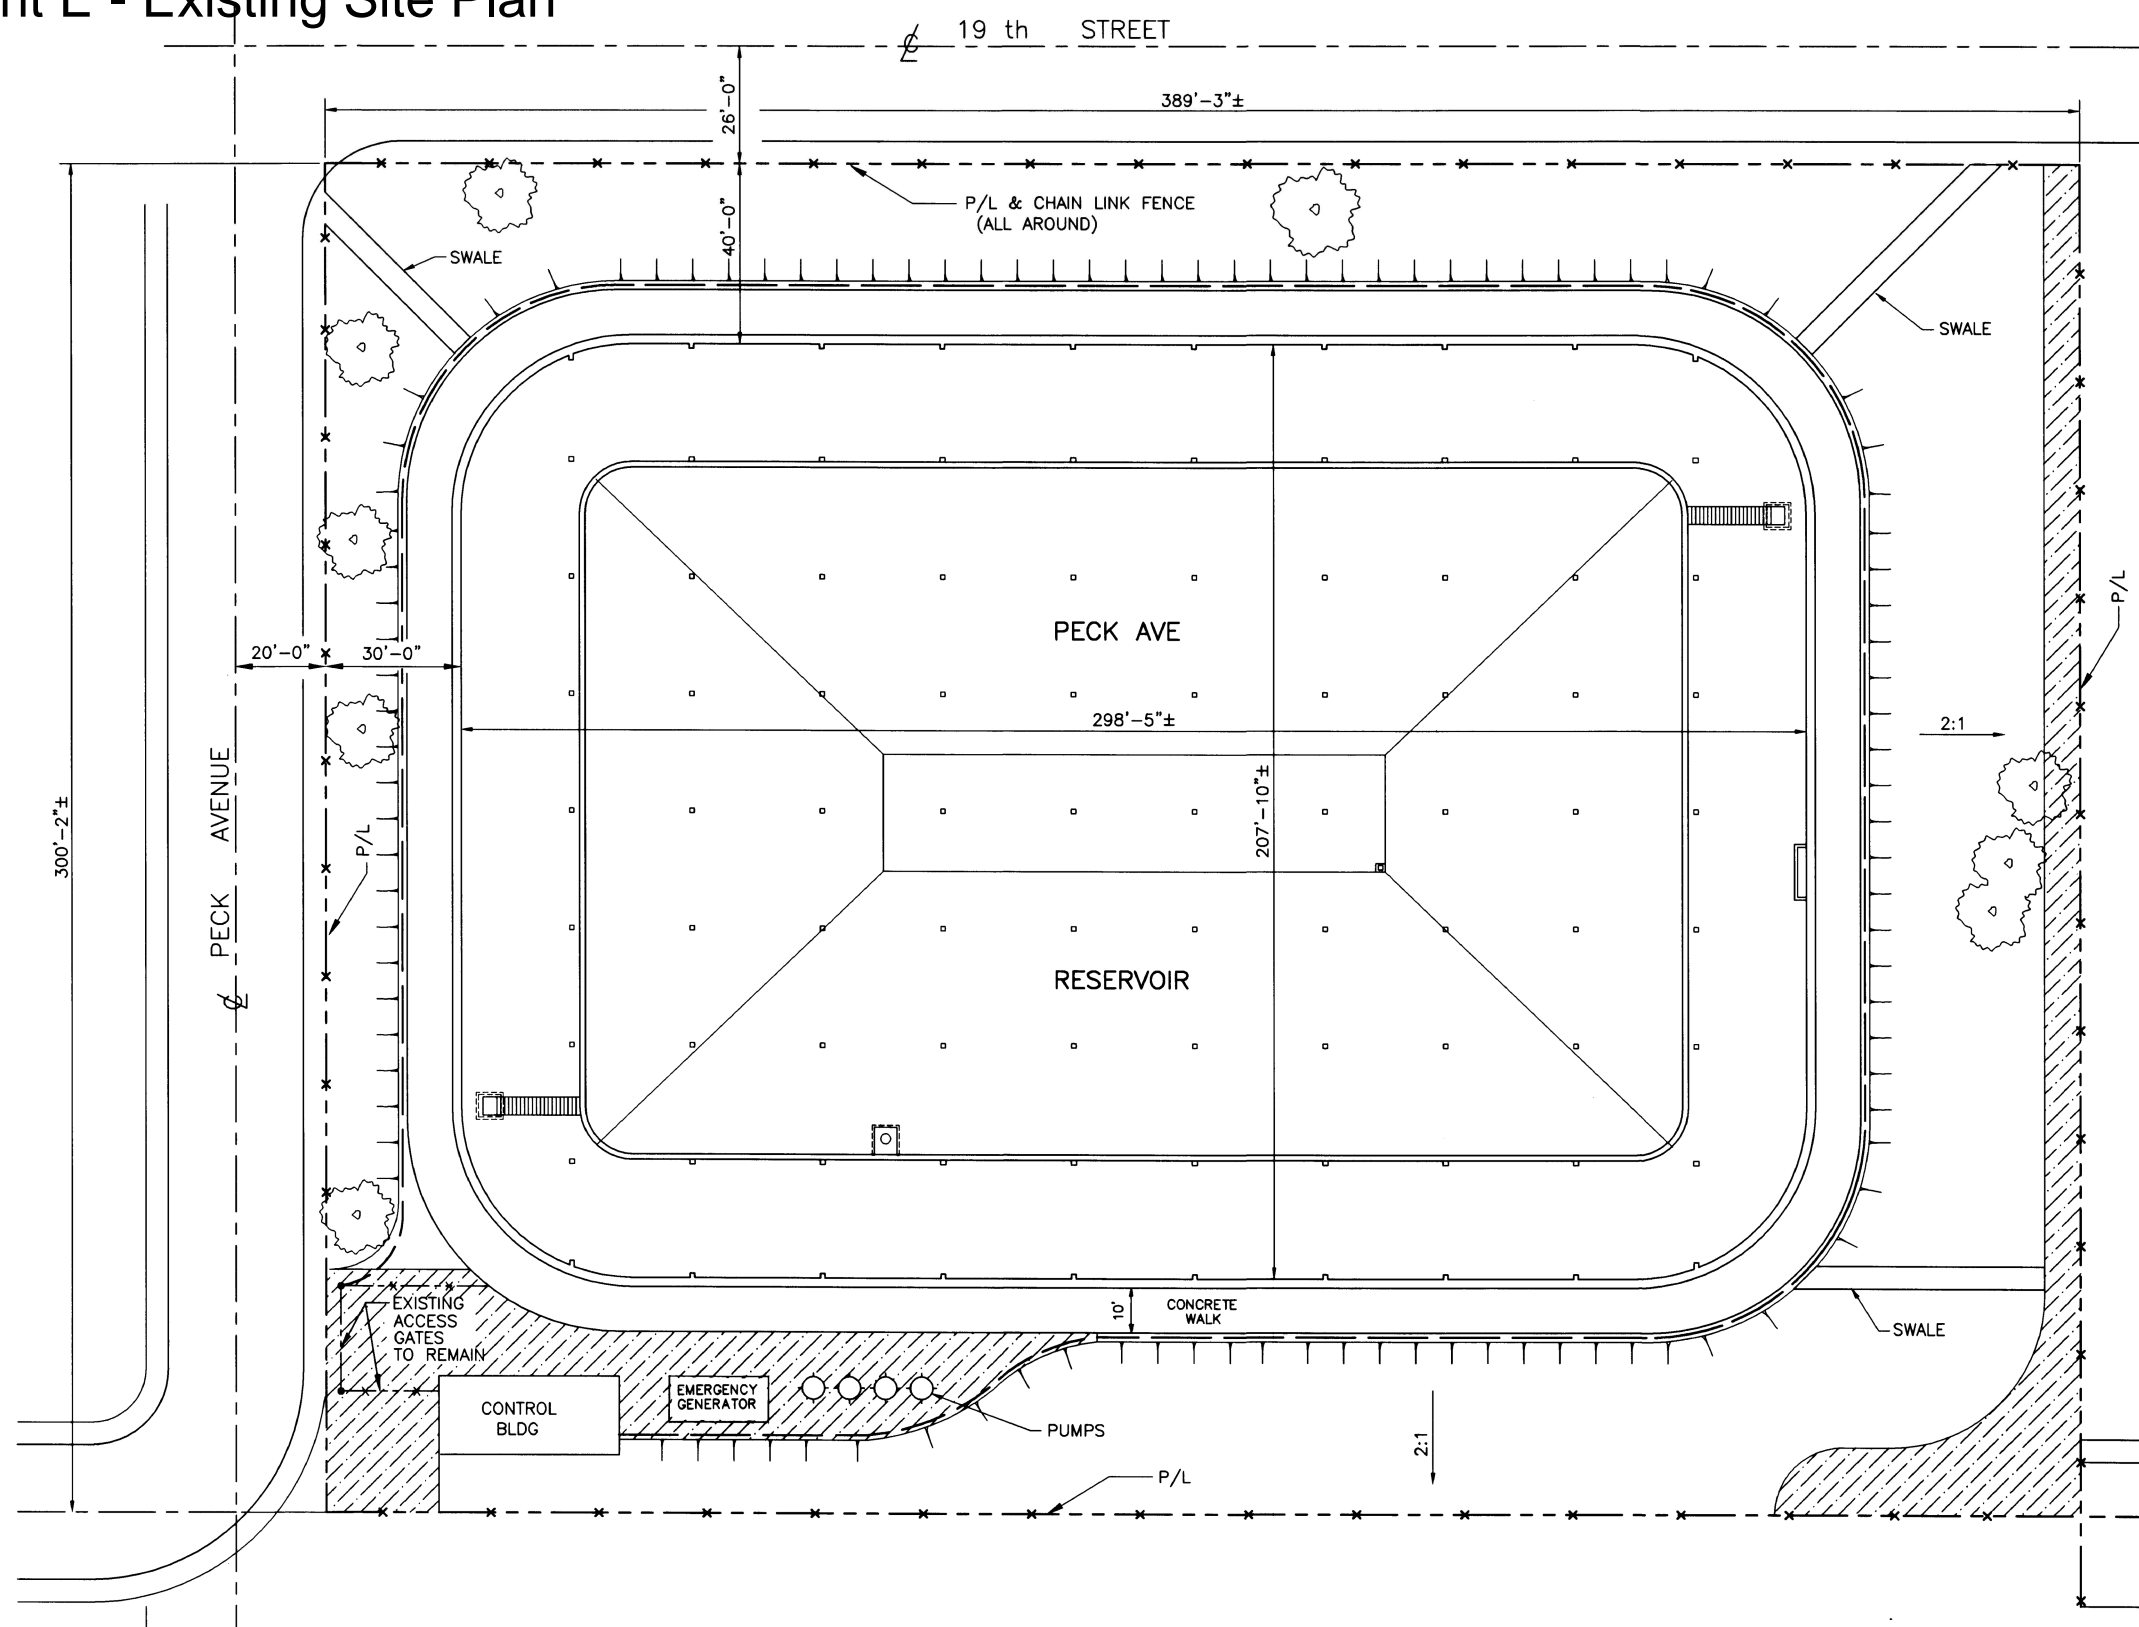 nt E - Existing Site Plan
19 th STREET
389'-3"±
26'-0"
P/L & CHAIN LINK FENCE
(ALL AROUND)
40'-0"
SWALE
SWALE
P/L
PECK AVE
20'-0"
30'-0"
298'-5"±
2:1
207'-10"±
300'-2"±
PECK AVENUE
P/L
RESERVOIR
EXISTING
ACCESS
GATES
TO REMAIN
10'
CONCRETE
WALK
SWALE
CONTROL
BLDG
EMERGENCY
GENERATOR
PUMPS
2:1
P/L